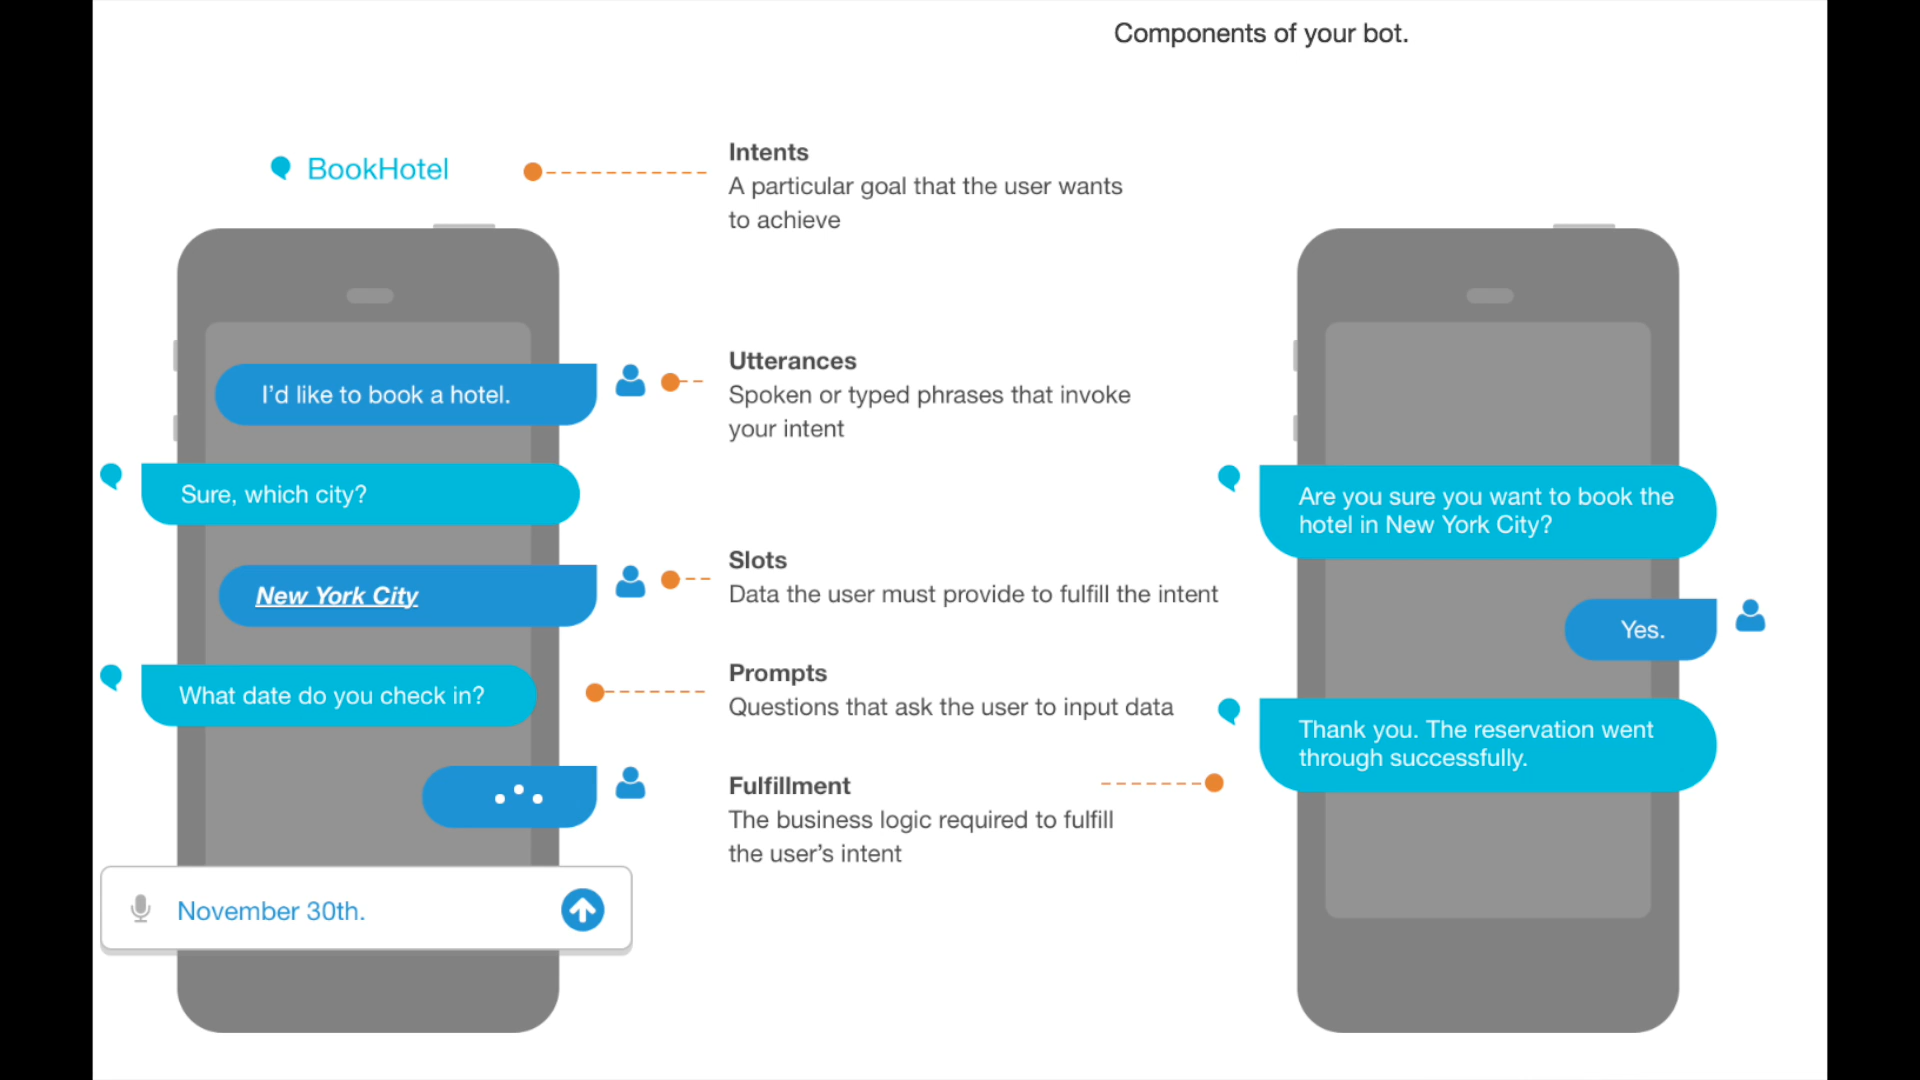 Components of your bot.
BookHotel
Intents
A particular goal that the user wants
to achieve
I'd like to book a hotel.
Utterances
Spoken or typed phrases that invoke
your intent
Sure, which city?
New York City
Slots
Data the user must provide to fulfill the intent
What date do you check in?
Prompts
Questions that ask the user to input data
Fulfillment
The business logic required to fulfill
the user's intent
November 30th.
Are you sure you want to book the
hotel in New York City?
Yes.
Thank you. The reservation went
through successfully.